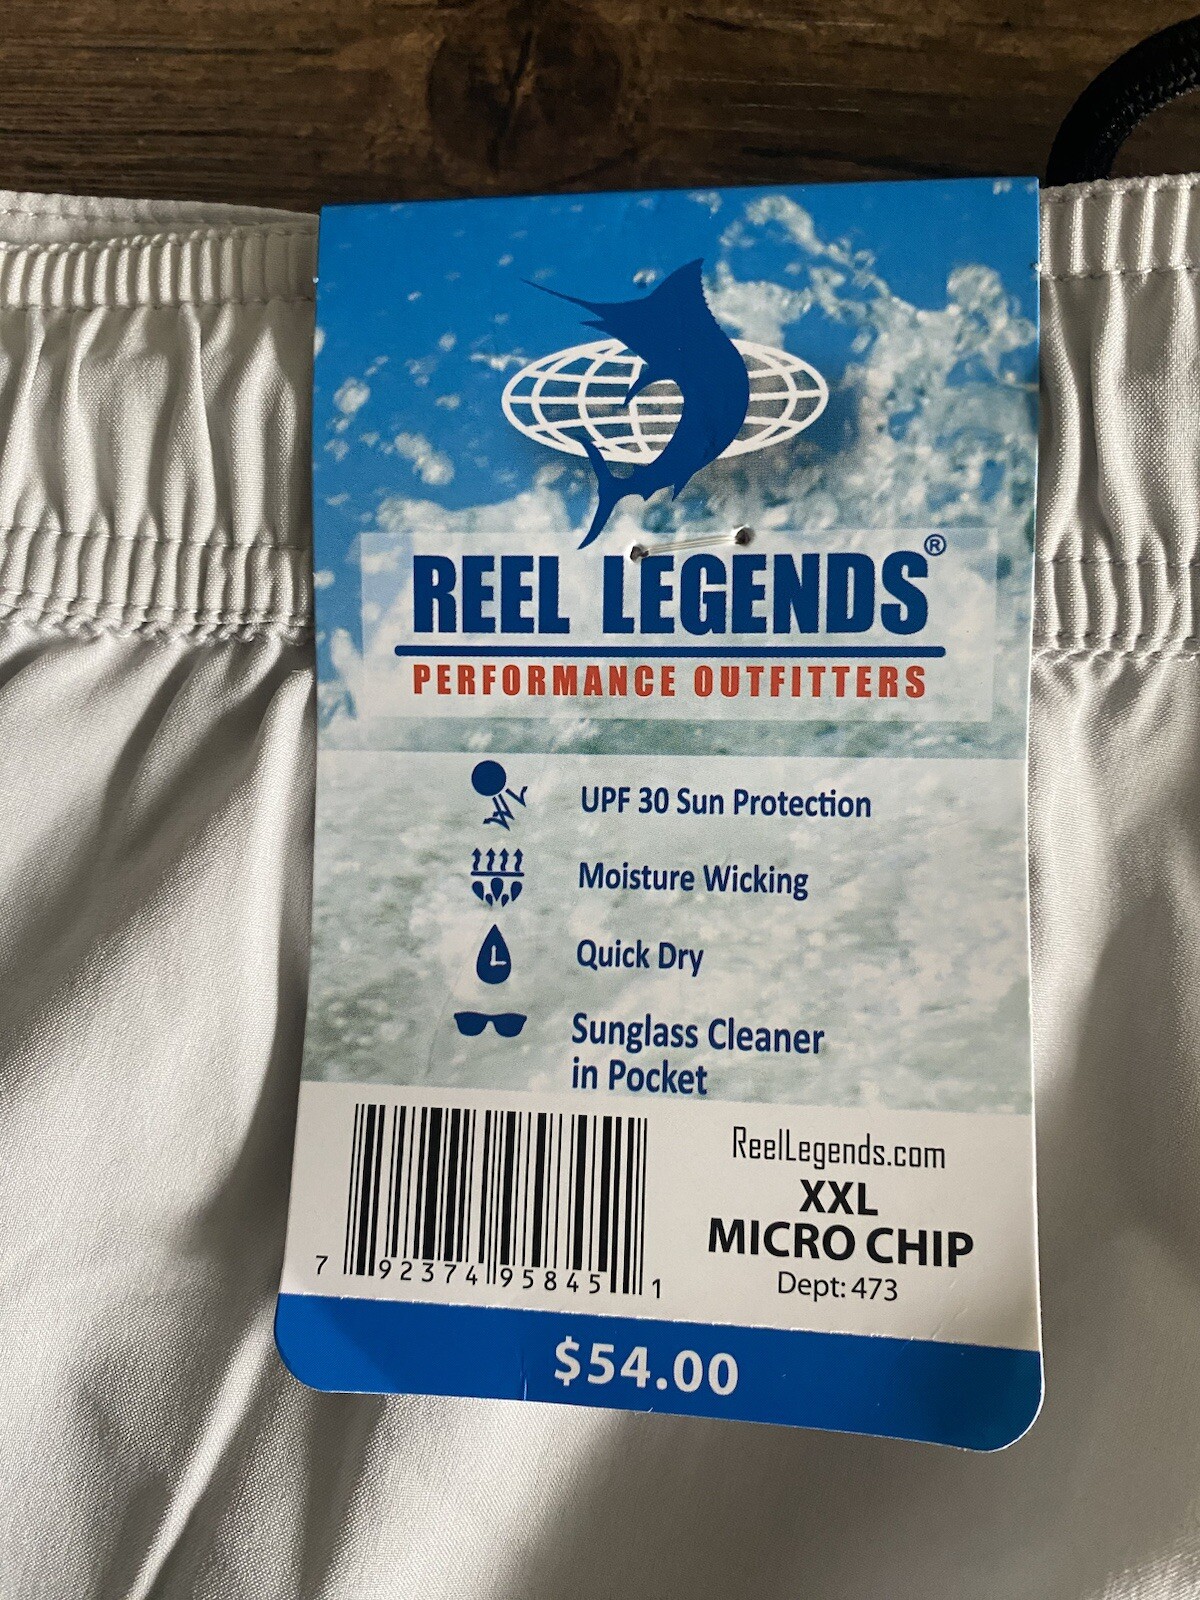 REEL LEGENDS®
PERFORMANCE OUTFITTERS
UPF 30 Sun Protection
Moisture Wicking
Quick Dry
Sunglass Cleaner
in Pocket
ReelLegends.com
XXL
MICRO CHIP
Dept: 473
7 92374 95845 1
$54.00